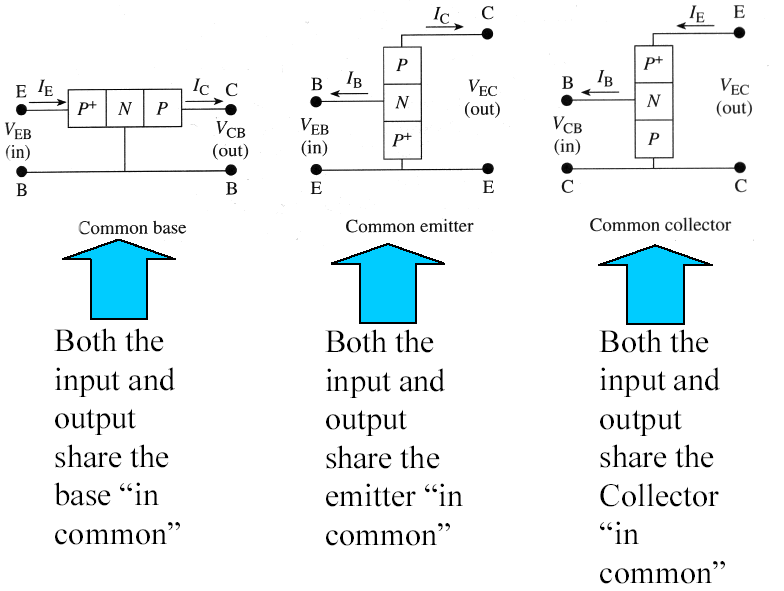 E I_E P+ N P I_C C
V_EB (in) V_CB (out)
B B
Common base
I_C C
P
B I_B N V_EC (out)
V_EB (in) P+
E E
Common emitter
I_E E
P+
B I_B N V_EC (out)
V_CB (in) P
C C
Common collector
Both the
input and
output
share the
base “in
common”
Both the
input and
output
share the
emitter “in
common”
Both the
input and
output
share the
Collector
“in
common”